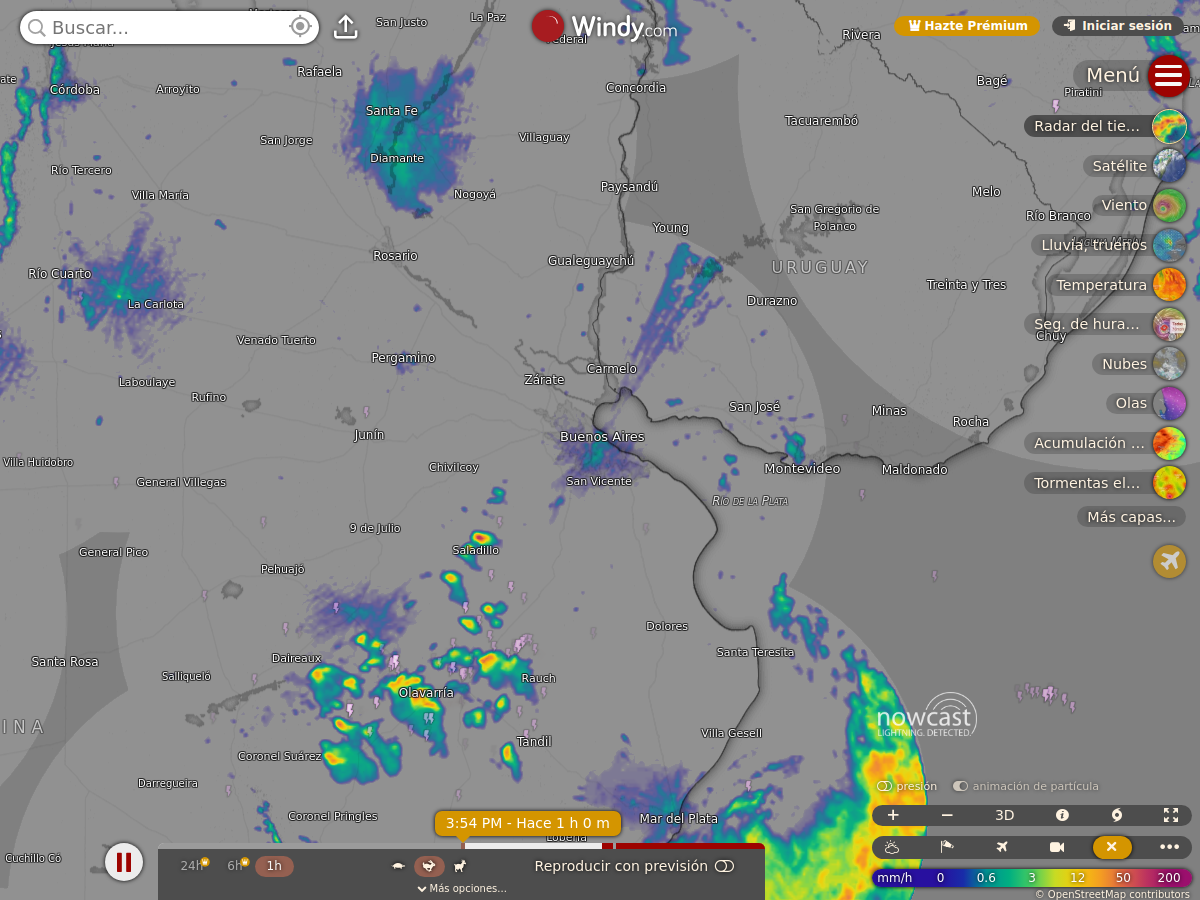 Buscar...
San Justo
La Paz
Windy.com
Federal
Rivera
Hazte Prémium
Iniciar sesión
Rafaela
Córdoba
Arroyito
Santa Fe
Concordia
Bagé
Menú
Piratini
Tacuarembó
Radar del tie...
San Jorge
Villaguay
Diamante
Río Tercero
Villa María
Nogoyá
Paysandú
Satélite
Melo
San Gregorio de
Polanco
Río Branco
Viento
Young
Rosario
Gualeguaychú
URUGUAY
Lluvia, truenos
Río Cuarto
La Carlota
Durazno
Treinta y Tres
Temperatura
Seg. de hura...
Chuy
Venado Tuerto
Pergamino
Carmelo
Zárate
Nubes
Laboulaye
Rufino
San José
Minas
Rocha
Olas
Junín
Buenos Aires
Acumulación ...
Villa Huidobro
Chivilcoy
Montevideo
Maldonado
General Villegas
San Vicente
Río de la Plata
Tormentas el...
Más capas...
9 de Julio
Saladillo
General Pico
Pehuajó
Dolores
Santa Teresita
Santa Rosa
Daireaux
Salliqueló
Rauch
Olavarría
INA
nowcast
LIGHTNING. DETECTED.
Villa Gesell
Tandil
Coronel Suárez
Darregueira
presión
animación de partícula
Coronel Pringles
Mar del Plata
3:54 PM - Hace 1 h 0 m
Lobería
3D
Cuchillo Có
24h
6h
1h
Reproducir con previsión
Más opciones...
mm/h 0 0.6 3 12 50 200
© OpenStreetMap contributors